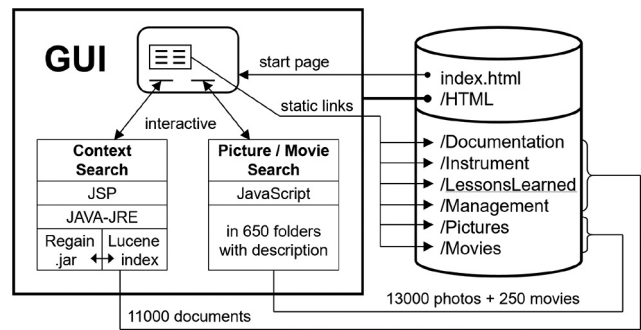 GUI
start page
static links
interactive
Context
Search
JSP
JAVA-JRE
Regain
.jar
Lucene
index
Picture / Movie
Search
JavaScript
in 650 folders
with description
index.html
/HTML
/Documentation
/Instrument
/LessonsLearned
/Management
/Pictures
/Movies
13000 photos + 250 movies
11000 documents